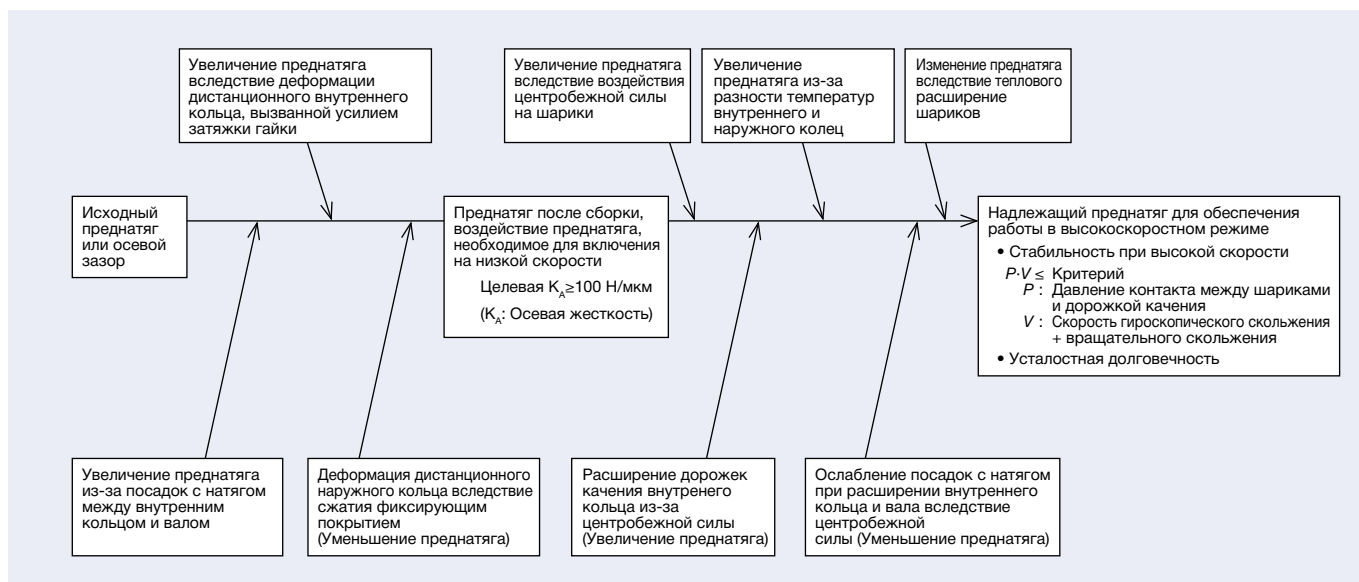 Увеличение преднатяга
вследствие деформации
дистанционного внутреннего
кольца, вызванной усилием
затяжки гайки
Увеличение преднатяга
вследствие воздействия
центробежной силы
на шарики
Увеличение
преднатяга из-за
разности температур
внутреннего и
наружного колец
Изменение преднатяга
вследствие теплового
расширение
шариков
Исходный
преднатяг
или осевой
зазор
Преднатяг после сборки,
воздействие преднатяга,
необходимое для включения
на низкой скорости
Целевая K_A≥100 Н/мкм
(K_A: Осевая жесткость)
Надлежащий преднатяг для обеспечения
работы в высокоскоростном режиме
• Стабильность при высокой скорости
P·V ≤ Критерий
P : Давление контакта между шариками
и дорожкой качения
V : Скорость гироскопического скольжения
+ вращательного скольжения
• Усталостная долговечность
Увеличение преднатяга
из-за посадок с натягом
между внутренним
кольцом и валом
Деформация дистанционного
наружного кольца вследствие
сжатия фиксирующим
покрытием
(Уменьшение преднатяга)
Расширение дорожек
качения внутренего
кольца из-за
центробежной силы
(Увеличение преднатяга)
Ослабление посадок с натягом
при расширении внутреннего
кольца и вала вследствие
центробежной
силы (Уменьшение преднатяга)